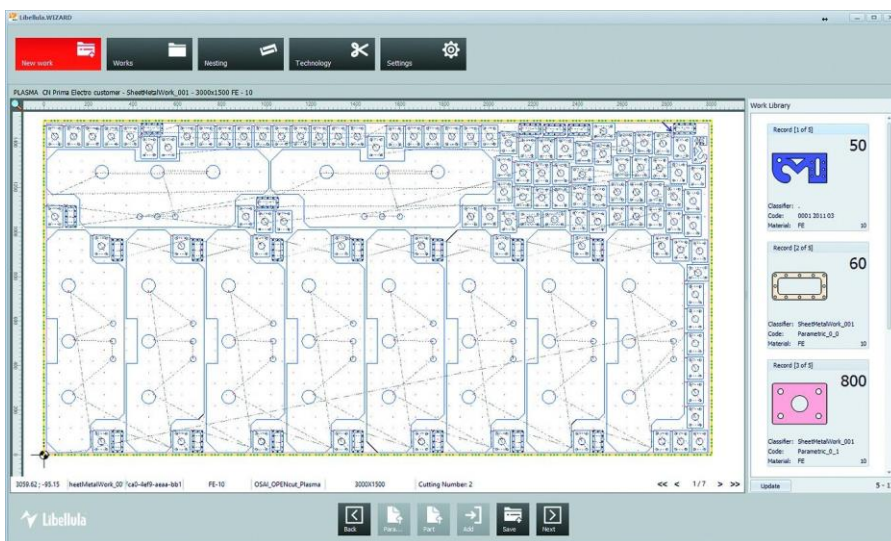 Libellula.WIZARD
New work
Works
Nesting
Technology
Settings
PLASMA CN Prima Electro customer - SheetMetalWork_001 - 3000x1500 FE - 10
Work Library
Record [1 of 5]
50
Classifier: .
Code: 0001 2011 03
Material: FE 10
Record [2 of 5]
60
Classifier: SheetMetalWork_001
Code: Parametric_0_0
Material: FE 10
Record [3 of 5]
800
Classifier: SheetMetalWork_001
Code: Parametric_0_1
Material: FE 10
3059.62 ; -93.15 heetMetalWork_00 FE-10 OSAI_OPENcut_Plasma 3000X1500 Cutting Number: 2 << < 1/7 > >>
Update 5 - 1
Libellula
Back
Para...
Part
Add
Save
Next